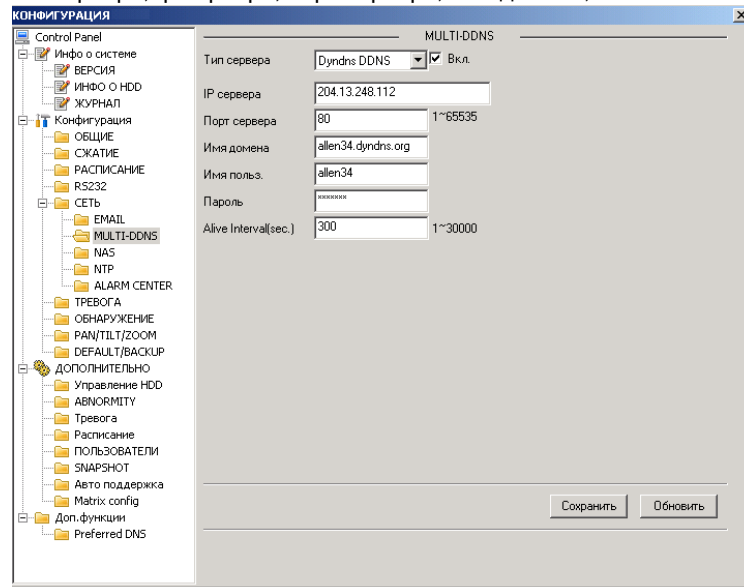 КОНФИГУРАЦИЯ
Control Panel
Инфо о системе
ВЕРСИЯ
ИНФО О HDD
ЖУРНАЛ
Конфигурация
ОБЩИЕ
СЖАТИЕ
РАСПИСАНИЕ
RS232
СЕТЬ
EMAIL
MULTI-DDNS
NAS
NTP
ALARM CENTER
ТРЕВОГА
ОБНАРУЖЕНИЕ
PAN/TILT/ZOOM
DEFAULT/BACKUP
ДОПОЛНИТЕЛЬНО
Управление HDD
ABNORMITY
Тревога
Расписание
ПОЛЬЗОВАТЕЛИ
SNAPSHOT
Авто поддержка
Matrix config
Доп.функции
Preferred DNS
MULTI-DDNS
Тип сервера Dyndns DDNS Вкл.
IP сервера 204.13.248.112
Порт сервера 80 1~65535
Имя домена allen34.dyndns.org
Имя польз. allen34
Пароль *******
Alive Interval(sec.) 300 1~30000
Сохранить Обновить